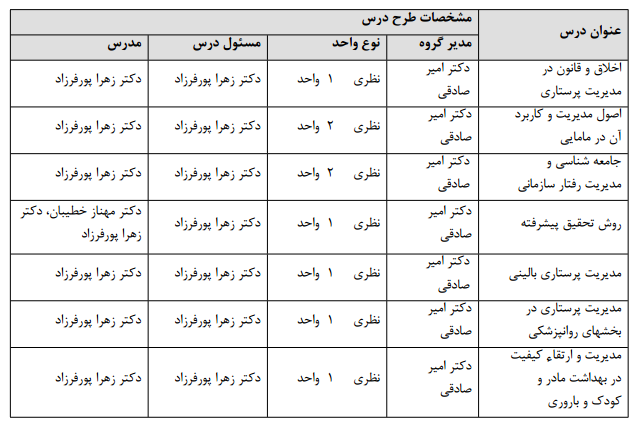 عنوان درس
مشخصات طرح درس
مدیر گروه نوع واحد مسئول درس مدرس
اخلاق و قانون در
مدیریت پرستاری
دکتر امیر
صادقی
نظری ۱ واحد
دکتر زهرا پورفرزاد
دکتر زهرا پورفرزاد
اصول مدیریت و کاربرد
آن در مامایی
دکتر امیر
صادقی
نظری ۲ واحد
دکتر زهرا پورفرزاد
دکتر زهرا پورفرزاد
جامعه شناسی و
مدیریت رفتار سازمانی
دکتر امیر
صادقی
نظری ۲ واحد
دکتر زهرا پورفرزاد
دکتر زهرا پورفرزاد
روش تحقیق پیشرفته
دکتر امیر
صادقی
نظری ۱ واحد
دکتر زهرا پورفرزاد
دکتر مهناز خطیبان، دکتر
زهرا پورفرزاد
مدیریت پرستاری بالینی
دکتر امیر
صادقی
نظری ۱ واحد
دکتر زهرا پورفرزاد
دکتر زهرا پورفرزاد
مدیریت پرستاری در
بخشهای روانپزشکی
دکتر امیر
صادقی
نظری ۱ واحد
دکتر زهرا پورفرزاد
دکتر زهرا پورفرزاد
مدیریت و ارتقاء کیفیت
در بهداشت مادر و
کودک و باروری
دکتر امیر
صادقی
نظری ۱ واحد
دکتر زهرا پورفرزاد
دکتر زهرا پورفرزاد